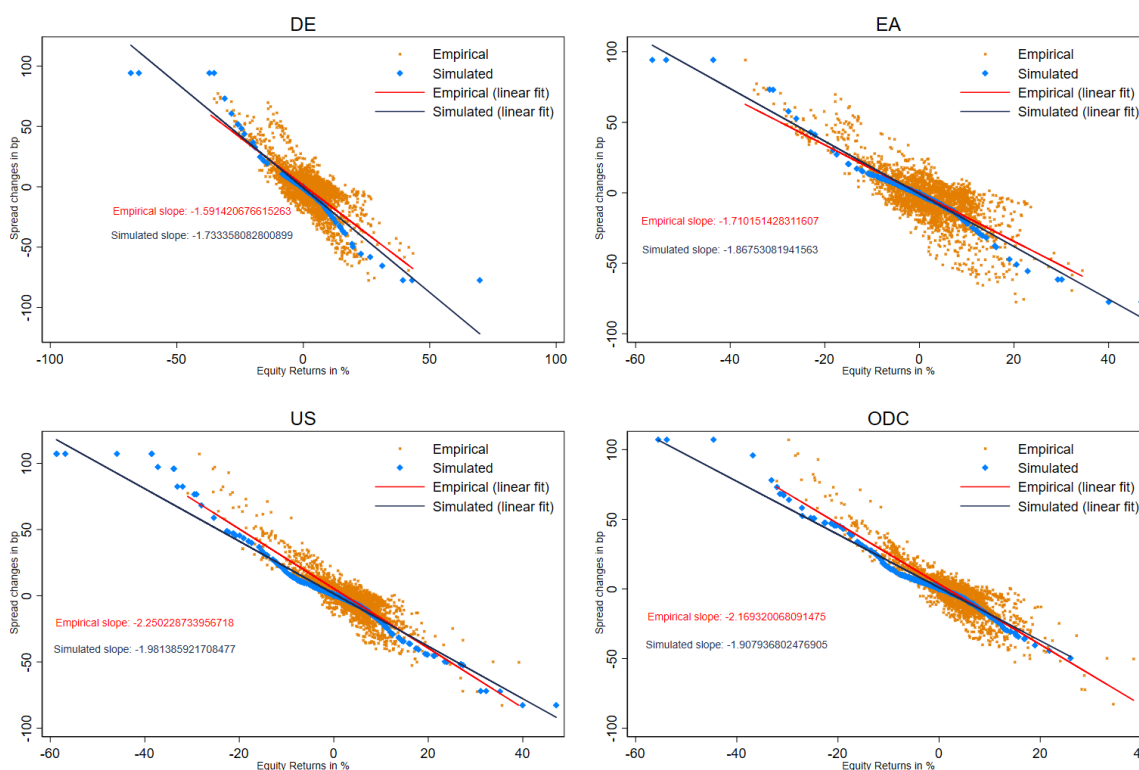 DE
Spread changes in bp
100
50
0
-50
-100
Empirical
Simulated
Empirical (linear fit)
Simulated (linear fit)
Empirical slope: -1.591420676615263
Simulated slope: -1.733358082800899
-100
-50
0
50
100
Equity Returns in %
EA
Spread changes in bp
100
50
0
-50
-100
Empirical
Simulated
Empirical (linear fit)
Simulated (linear fit)
Empirical slope: -1.710151428311607
Simulated slope: -1.86753081941563
-60
-40
-20
0
20
40
Equity Returns in %
US
Spread changes in bp
100
50
0
-50
-100
Empirical
Simulated
Empirical (linear fit)
Simulated (linear fit)
Empirical slope: -2.250228733956718
Simulated slope: -1.981385921708477
-60
-40
-20
0
20
40
Equity Returns in %
ODC
Spread changes in bp
100
50
0
-50
-100
Empirical
Simulated
Empirical (linear fit)
Simulated (linear fit)
Empirical slope: -2.169320068091475
Simulated slope: -1.907936802476905
-60
-40
-20
0
20
40
Equity Returns in %